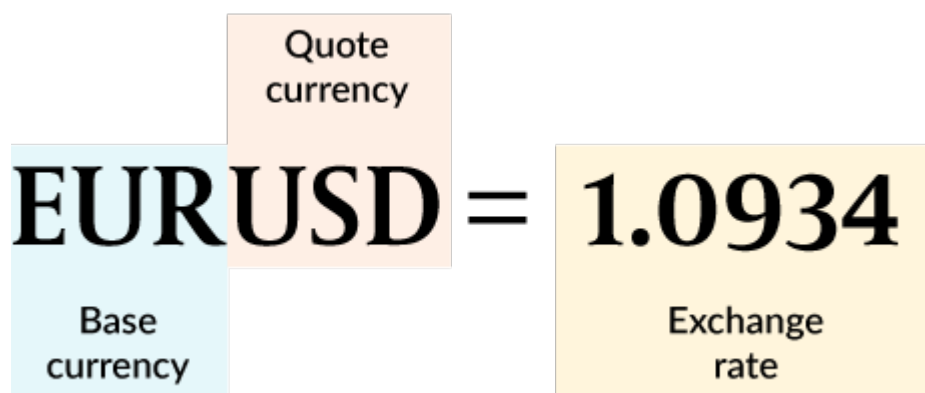 Quote
currency
EURUSD = 1.0934
Base
currency
Exchange
rate